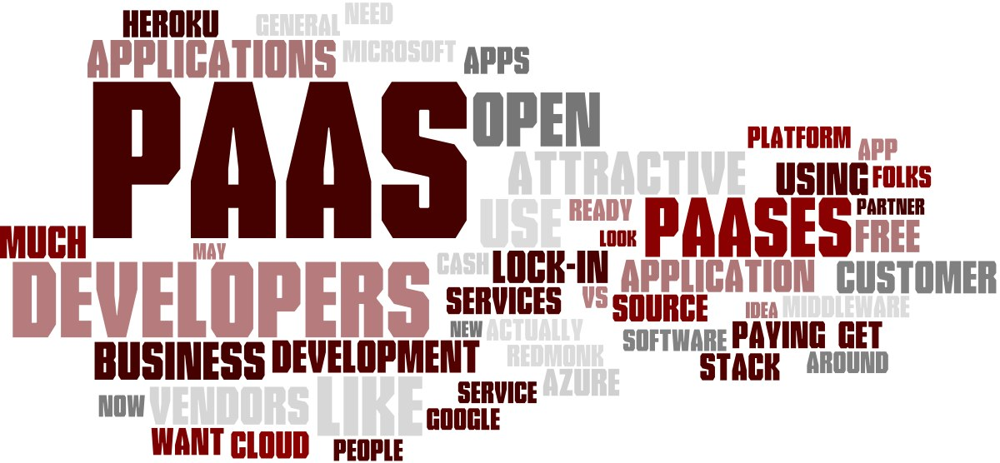 NEED
HEROKU
GENERAL
APPLICATIONS
MICROSOFT
APPS
PAAS
OPEN
PLATFORM
APP
ATTRACTIVE
USING
FOLKS
USE
READY
PAASES
PARTNER
FREE
LOOK
MUCH
MAY
CASH
LOCK-IN
APPLICATION
CUSTOMER
DEVELOPERS
SERVICES
VS
SOURCE
IDEA
MIDDLEWARE
NEW
ACTUALLY
SOFTWARE
PAYING
GET
BUSINESS
DEVELOPMENT
REDMONK
STACK
AROUND
NOW
VENDORS
LIKE
SERVICE
AZURE
GOOGLE
WANT
CLOUD
PEOPLE